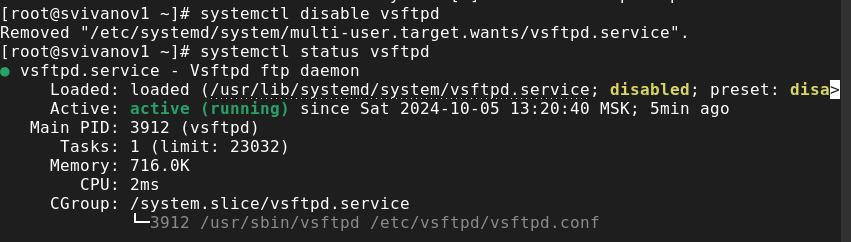 [root@svivanov1 ~]# systemctl disable vsftpd
Removed "/etc/systemd/system/multi-user.target.wants/vsftpd.service".
[root@svivanov1 ~]# systemctl status vsftpd
● vsftpd.service - Vsftpd ftp daemon
     Loaded: loaded (/usr/lib/systemd/system/vsftpd.service; disabled; preset: disa>
     Active: active (running) since Sat 2024-10-05 13:20:40 MSK; 5min ago
   Main PID: 3912 (vsftpd)
      Tasks: 1 (limit: 23032)
     Memory: 716.0K
        CPU: 2ms
     CGroup: /system.slice/vsftpd.service
             └─3912 /usr/sbin/vsftpd /etc/vsftpd/vsftpd.conf